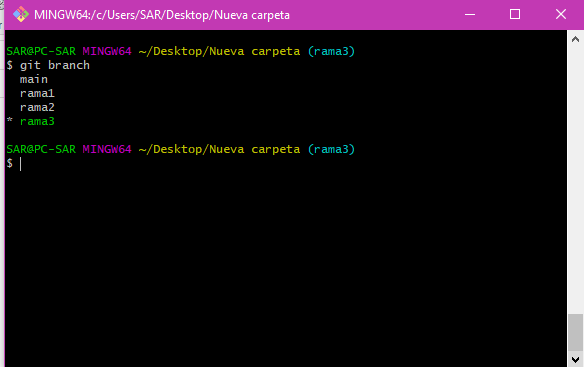 MINGW64:/c/Users/SAR/Desktop/Nueva carpeta
SAR@PC-SAR MINGW64 ~/Desktop/Nueva carpeta (rama3)
$ git branch
  main
  rama1
  rama2
* rama3
SAR@PC-SAR MINGW64 ~/Desktop/Nueva carpeta (rama3)
$